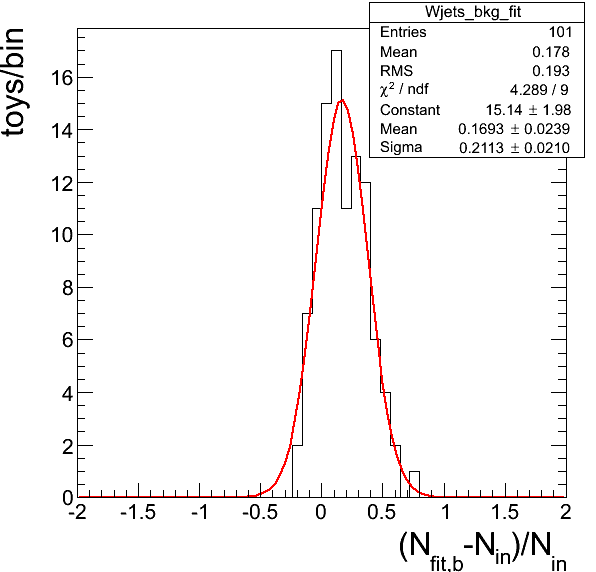 Wjets_bkg_fit
Entries 101
Mean 0.178
RMS 0.193
χ² / ndf 4.289 / 9
Constant 15.14 ± 1.98
Mean 0.1693 ± 0.0239
Sigma 0.2113 ± 0.0210
toys/bin
16
14
12
10
8
6
4
2
0
-2 -1.5 -1 -0.5 0 0.5 1 1.5 2
(N_fit,b-N_in)/N_in